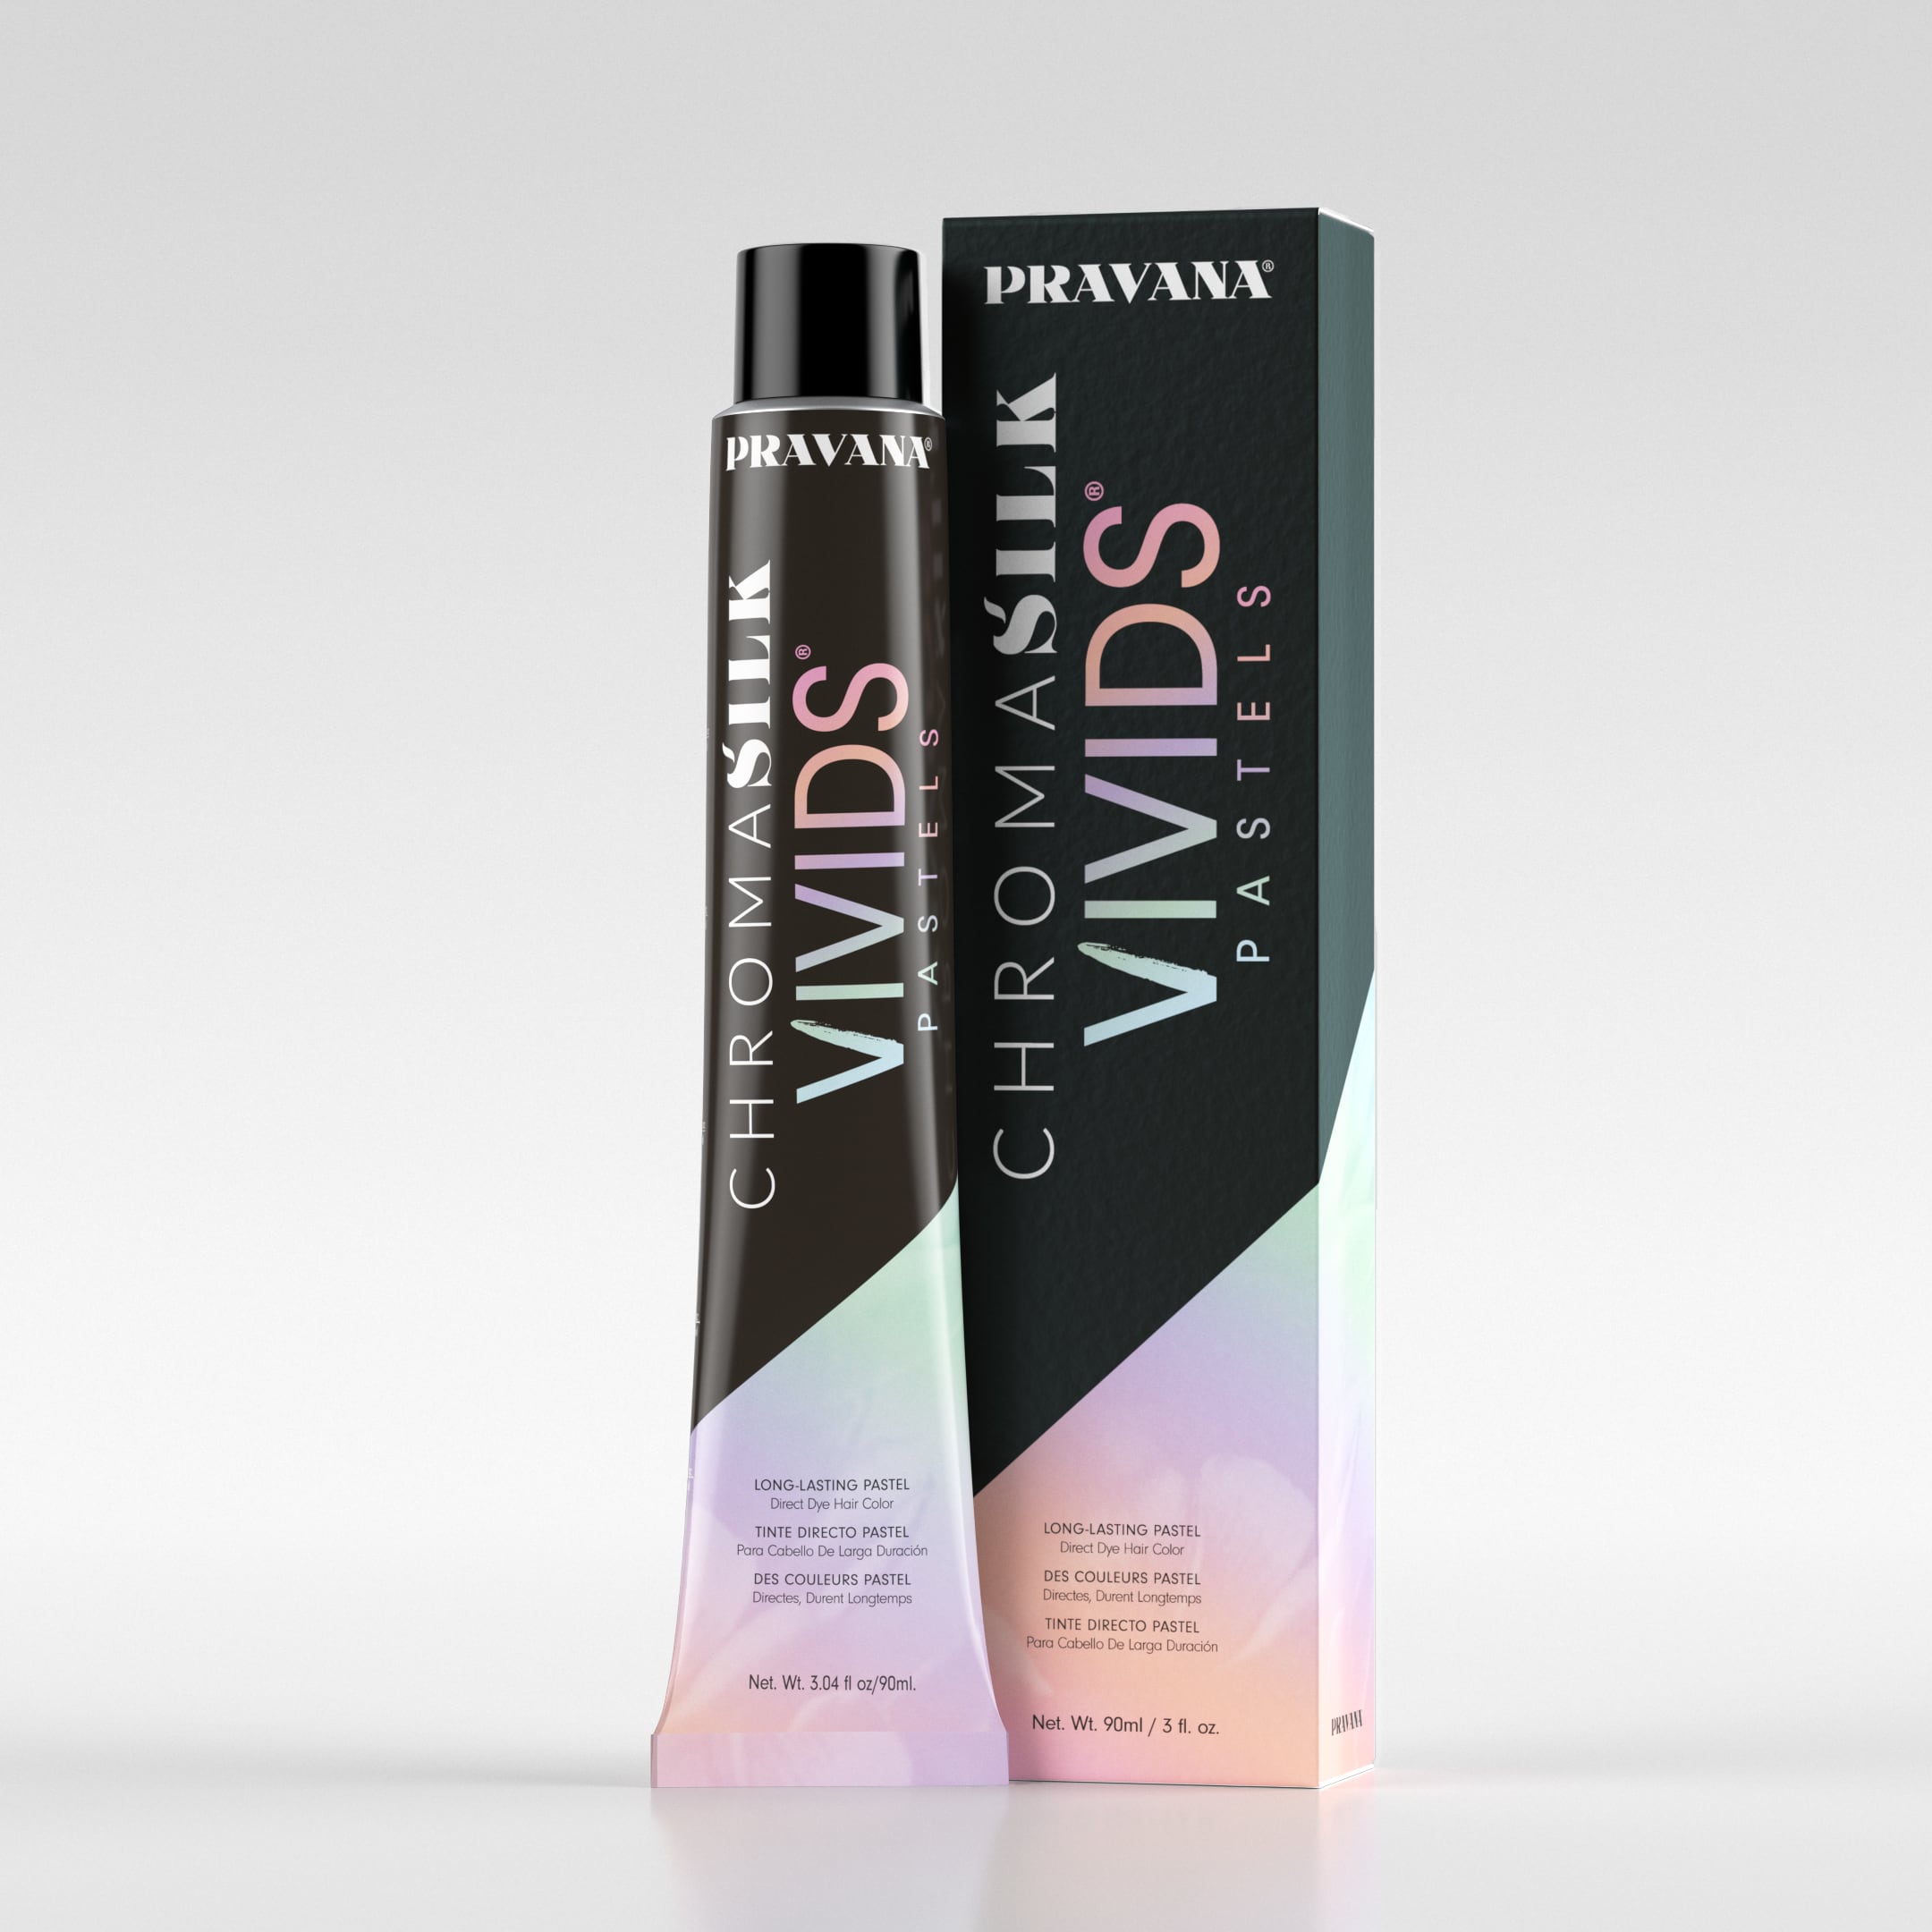 PRAVANA®
CHROMASILK
VIVIDS®
PASTELS
LONG-LASTING PASTEL
Direct Dye Hair Color
TINTE DIRECTO PASTEL
Para Cabello De Larga Duración
DES COULEURS PASTEL
Directes, Durent Longtemps
Net. Wt. 3.04 fl oz/90ml.
PRAVANA®
CHROMASILK
VIVIDS®
PASTELS
LONG-LASTING PASTEL
Direct Dye Hair Color
DES COULEURS PASTEL
Directes, Durent Longtemps
TINTE DIRECTO PASTEL
Para Cabello De Larga Duración
Net. Wt. 90ml / 3 fl. oz.
PRAVANA